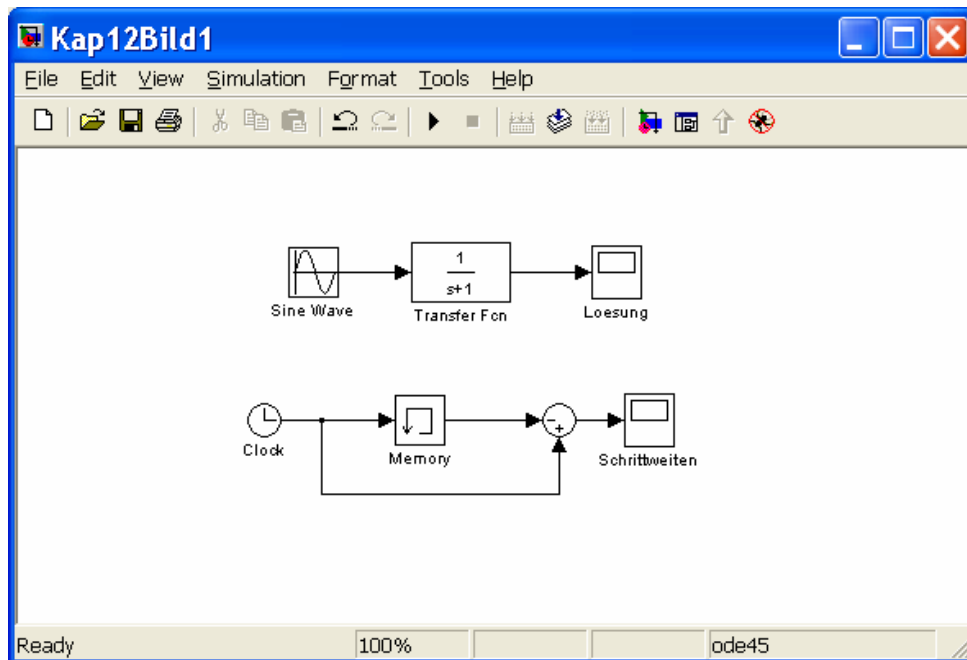 Kap12Bild1
File Edit View Simulation Format Tools Help
1
s+1
Sine Wave
Transfer Fcn
Loesung
- +
Clock
Memory
Schrittweiten
Ready 100% ode45